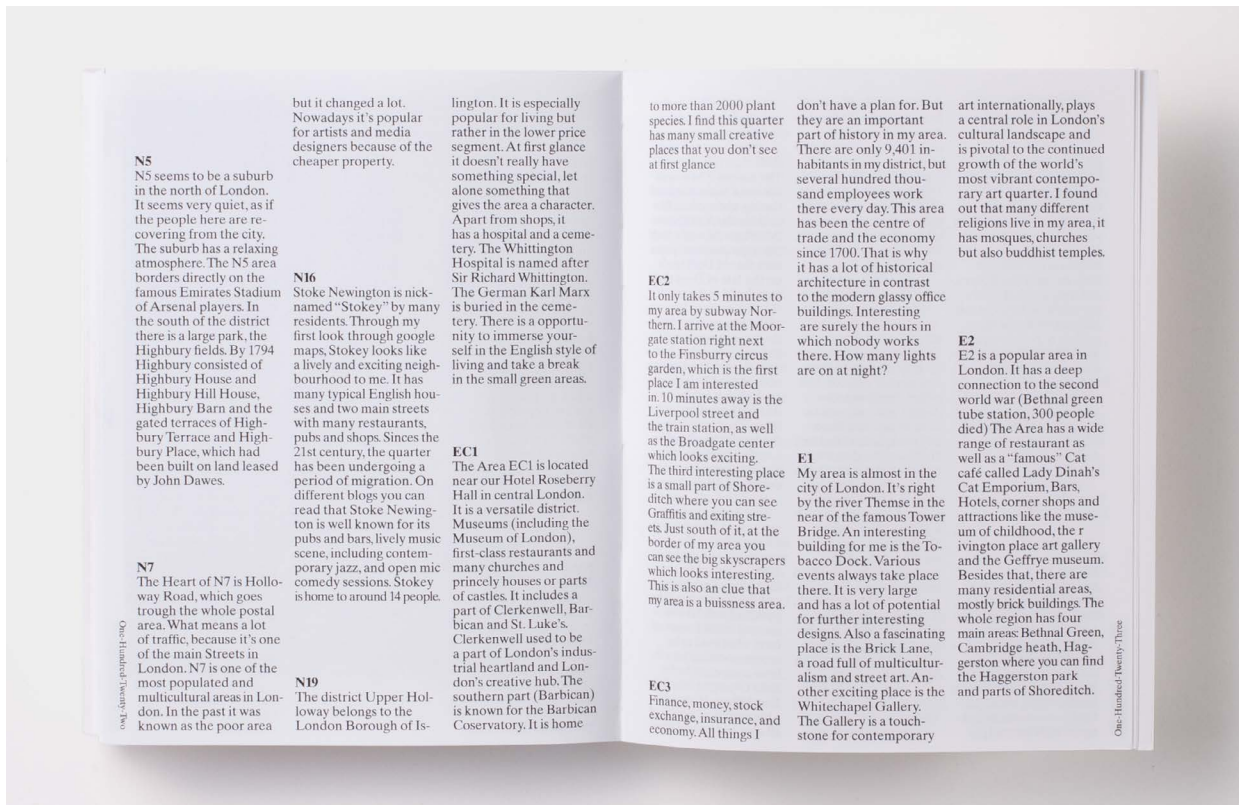 N5
N5 seems to be a suburb
in the north of London.
It seems very quiet, as if
the people here are re-
covering from the city.
The suburb has a relaxing
atmosphere. The N5 area
borders directly on the
famous Emirates Stadium
of Arsenal players. In
the south of the district
there is a large park, the
Highbury fields. By 1794
Highbury consisted of
Highbury House and
Highbury Hill House,
Highbury Barn and the
gated terraces of High-
bury Terrace and High-
bury Place, which had
been built on land leased
by John Dawes.
N7
The Heart of N7 is Hollo-
way Road, which goes
trough the whole postal
area. What means a lot
of traffic, because it's one
of the main Streets in
London. N7 is one of the
most populated and
multicultural areas in Lon-
don. In the past it was
known as the poor area
but it changed a lot.
Nowadays it's popular
for artists and media
designers because of the
cheaper property.
N16
Stoke Newington is nick-
named “Stokey” by many
residents. Through my
first look through google
maps, Stokey looks like
a lively and exciting neigh-
bourhood to me. It has
many typical English hou-
ses and two main streets
with many restaurants,
pubs and shops. Sinces the
21st century, the quarter
has been undergoing a
period of migration. On
different blogs you can
read that Stoke Newing-
ton is well known for its
pubs and bars, lively music
scene, including contem-
porary jazz, and open mic
comedy sessions. Stokey
is home to around 14 people.
N19
The district Upper Hol-
loway belongs to the
London Borough of Is-
lington. It is especially
popular for living but
rather in the lower price
segment. At first glance
it doesn't really have
something special, let
alone something that
gives the area a character.
Apart from shops, it
has a hospital and a ceme-
tery. The Whittington
Hospital is named after
Sir Richard Whittington.
The German Karl Marx
is buried in the ceme-
tery. There is a opportu-
nity to immerse your-
self in the English style of
living and take a break
in the small green areas.
EC1
The Area EC1 is located
near our Hotel Roseberry
Hall in central London.
It is a versatile district.
Museums (including the
Museum of London),
first-class restaurants and
many churches and
princely houses or parts
of castles. It includes a
part of Clerkenwell, Bar-
bican and St. Luke's.
Clerkenwell used to be
a part of London's indus-
trial heartland and Lon-
don's creative hub. The
southern part (Barbican)
is known for the Barbican
Coservatory. It is home
One-Hundred-Twenty-Two
to more than 2000 plant
species. I find this quarter
has many small creative
places that you don't see
at first glance
EC2
It only takes 5 minutes to
my area by subway Nor-
thern. I arrive at the Moor-
gate station right next
to the Finsburry circus
garden, which is the first
place I am interested
in. 10 minutes away is the
Liverpool street and
the train station, as well
as the Broadgate center
which looks exciting.
The third interesting place
is a small part of Shore-
ditch where you can see
Graffitis and exiting stre-
ets. Just south of it, at the
border of my area you
can see the big skyscrapers
which looks interesting.
This is also an clue that
my area is a buissness area.
EC3
Finance, money, stock
exchange, insurance, and
economy. All things I
don't have a plan for. But
they are an important
part of history in my area.
There are only 9,401 in-
habitants in my district, but
several hundred thou-
sand employees work
there every day. This area
has been the centre of
trade and the economy
since 1700. That is why
it has a lot of historical
architecture in contrast
to the modern glassy office
buildings. Interesting
are surely the hours in
which nobody works
there. How many lights
are on at night?
E1
My area is almost in the
city of London. It's right
by the river Themse in the
near of the famous Tower
Bridge. An interesting
building for me is the To-
bacco Dock. Various
events always take place
there. It is very large
and has a lot of potential
for further interesting
designs. Also a fascinating
place is the Brick Lane,
a road full of multicultur-
alism and street art. An-
other exciting place is the
Whitechapel Gallery.
The Gallery is a touch-
stone for contemporary
art internationally, plays
a central role in London's
cultural landscape and
is pivotal to the continued
growth of the world's
most vibrant contempo-
rary art quarter. I found
out that many different
religions live in my area, it
has mosques, churches
but also buddhist temples.
E2
E2 is a popular area in
London. It has a deep
connection to the second
world war (Bethnal green
tube station, 300 people
died) The Area has a wide
range of restaurant as
well as a “famous” Cat
café called Lady Dinah's
Cat Emporium, Bars,
Hotels, corner shops and
attractions like the muse-
um of childhood, the r
ivington place art gallery
and the Geffrye museum.
Besides that, there are
many residential areas,
mostly brick buildings. The
whole region has four
main areas: Bethnal Green,
Cambridge heath, Hag-
gerston where you can find
the Haggerston park
and parts of Shoreditch.
One-Hundred-Twenty-Three